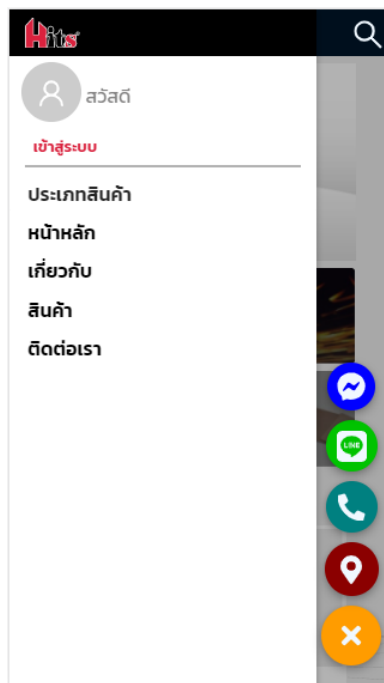 Hits
สวัสดี
เข้าสู่ระบบ
ประเภทสินค้า
หน้าหลัก
เกี่ยวกับ
สินค้า
ติดต่อเรา
LINE